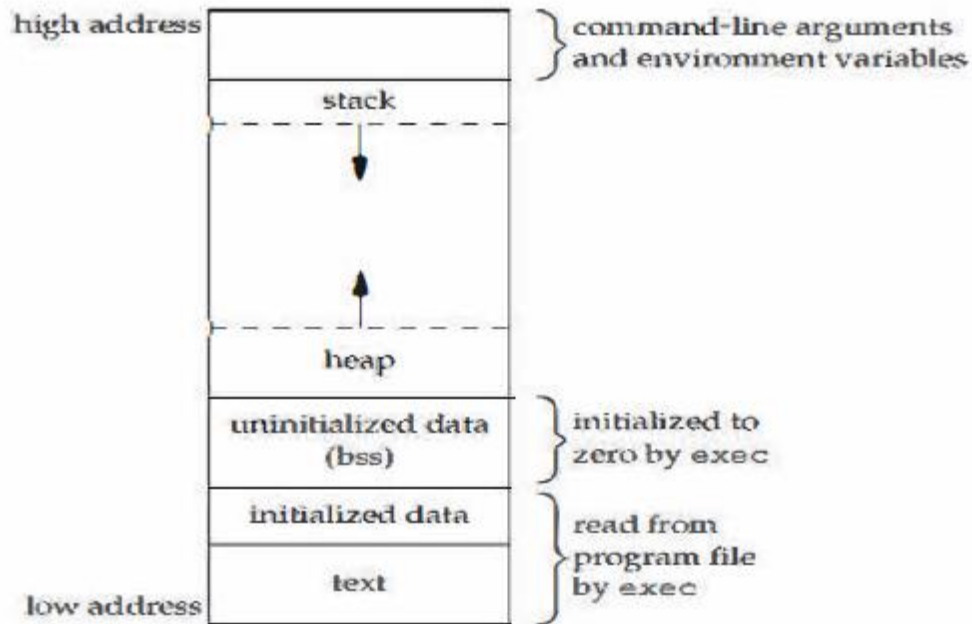 high address
command-line arguments
and environment variables
stack
heap
uninitialized data
(bss)
initialized to
zero by exec
initialized data
read from
program file
by exec
text
low address